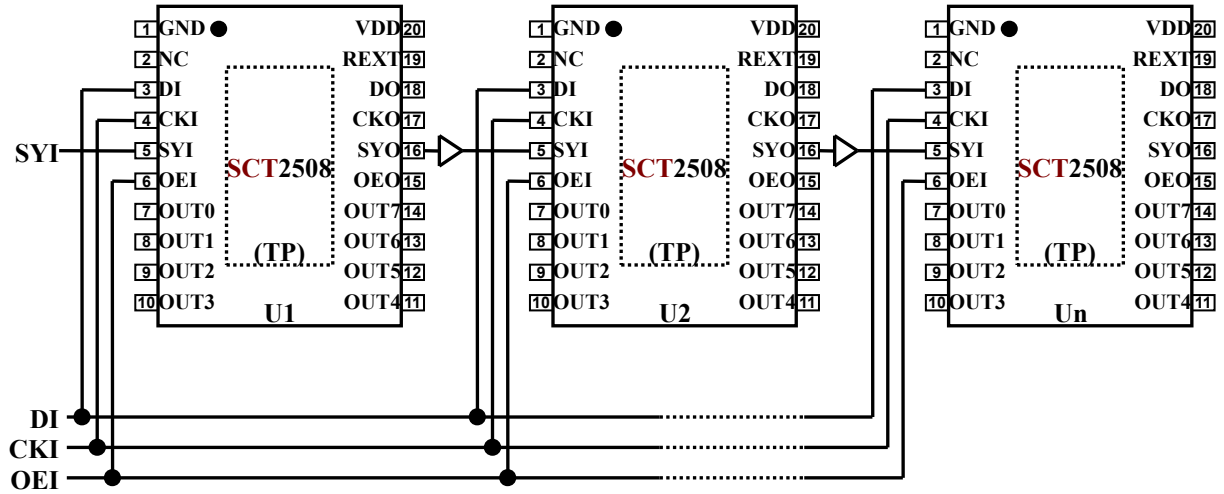 1 GND VDD 20
2 NC REXT 19
3 DI DO 18
4 CKI CKO 17
5 SYI SYO 16
6 OEI OEO 15
7 OUT0 OUT7 14
8 OUT1 OUT6 13
9 OUT2 OUT5 12
10 OUT3 OUT4 11
SCT2508
(TP)
U1
1 GND VDD 20
2 NC REXT 19
3 DI DO 18
4 CKI CKO 17
5 SYI SYO 16
6 OEI OEO 15
7 OUT0 OUT7 14
8 OUT1 OUT6 13
9 OUT2 OUT5 12
10 OUT3 OUT4 11
SCT2508
(TP)
U2
1 GND VDD 20
2 NC REXT 19
3 DI DO 18
4 CKI CKO 17
5 SYI SYO 16
6 OEI OEO 15
7 OUT0 OUT7 14
8 OUT1 OUT6 13
9 OUT2 OUT5 12
10 OUT3 OUT4 11
SCT2508
(TP)
Un
SYI
DI
CKI
OEI